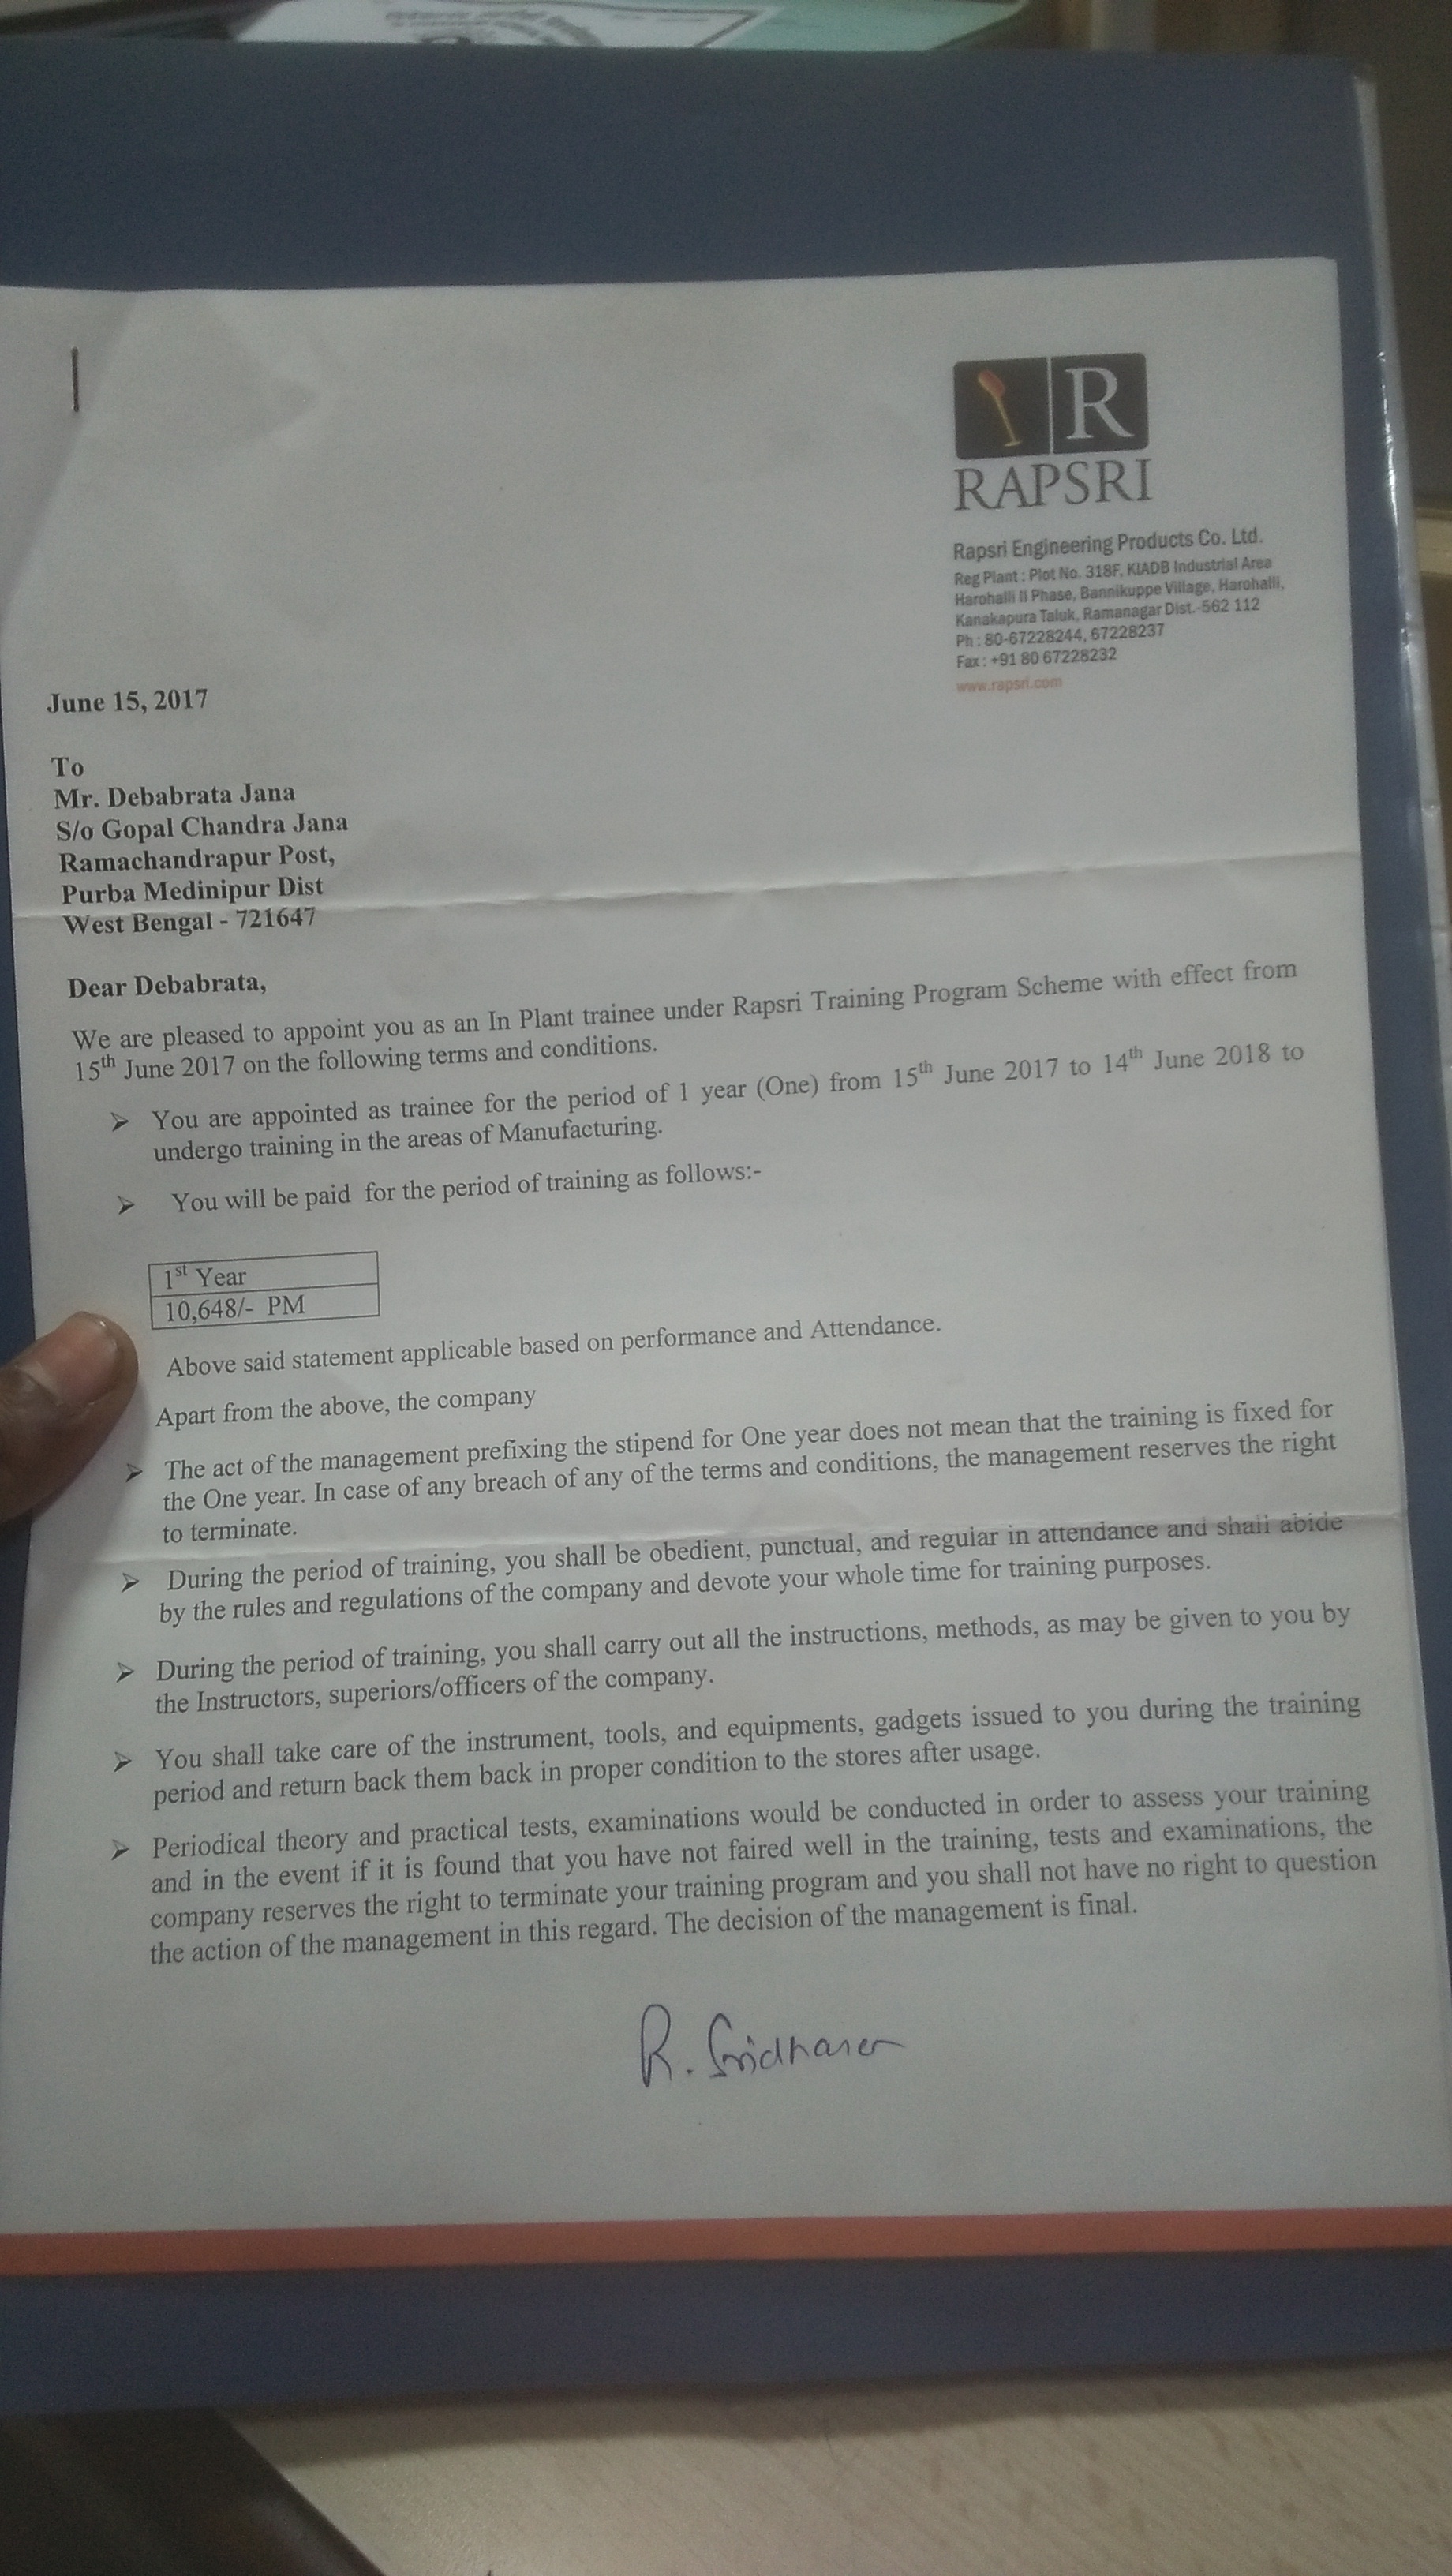 R
RAPSRI
Rapsri Engineering Products Co. Ltd.
Reg Plant : Plot No. 318F, KIADB Industrial Area
Harohalli II Phase, Bannikuppe Village, Harohalli,
Kanakapura Taluk, Ramanagar Dist.-562 112
Ph : 80-67228244, 67228237
Fax : +91 80 67228232
www.rapsri.com
June 15, 2017
To
Mr. Debabrata Jana
S/o Gopal Chandra Jana
Ramachandrapur Post,
Purba Medinipur Dist
West Bengal - 721647
Dear Debabrata,
We are pleased to appoint you as an In Plant trainee under Rapsri Training Program Scheme with effect from
15th June 2017 on the following terms and conditions.
➢ You are appointed as trainee for the period of 1 year (One) from 15th June 2017 to 14th June 2018 to
undergo training in the areas of Manufacturing.
➢ You will be paid for the period of training as follows:-
1st Year
10,648/- PM
Above said statement applicable based on performance and Attendance.
Apart from the above, the company
➢ The act of the management prefixing the stipend for One year does not mean that the training is fixed for
the One year. In case of any breach of any of the terms and conditions, the management reserves the right
to terminate.
➢ During the period of training, you shall be obedient, punctual, and regular in attendance and shall abide
by the rules and regulations of the company and devote your whole time for training purposes.
➢ During the period of training, you shall carry out all the instructions, methods, as may be given to you by
the Instructors, superiors/officers of the company.
➢ You shall take care of the instrument, tools, and equipments, gadgets issued to you during the training
period and return back them back in proper condition to the stores after usage.
➢ Periodical theory and practical tests, examinations would be conducted in order to assess your training
and in the event if it is found that you have not faired well in the training, tests and examinations, the
company reserves the right to terminate your training program and you shall not have no right to question
the action of the management in this regard. The decision of the management is final.
R. Sridharan